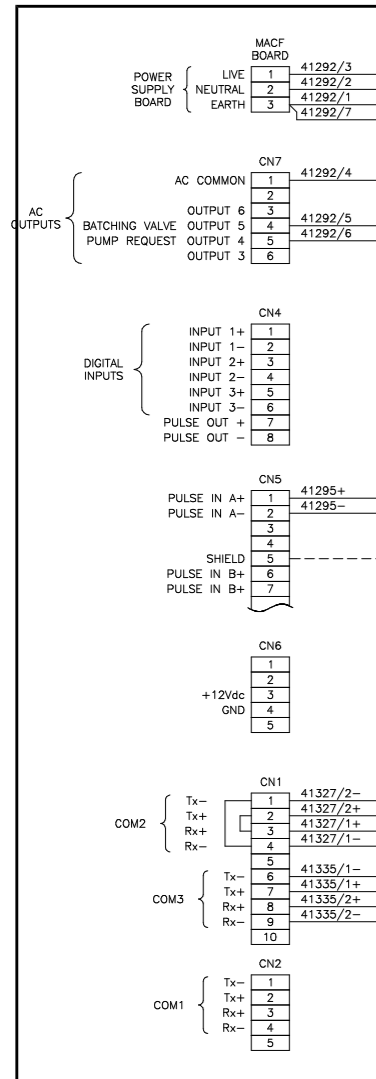 MACF
BOARD
POWER
SUPPLY
BOARD
LIVE 1 41292/3
NEUTRAL 2 41292/2
EARTH 3 41292/1
41292/7
CN7
AC
OUTPUTS
AC COMMON 1 41292/4
2
OUTPUT 6 3
BATCHING VALVE OUTPUT 5 4 41292/5
PUMP REQUEST OUTPUT 4 5 41292/6
OUTPUT 3 6
CN4
DIGITAL
INPUTS
INPUT 1+ 1
INPUT 1- 2
INPUT 2+ 3
INPUT 2- 4
INPUT 3+ 5
INPUT 3- 6
PULSE OUT + 7
PULSE OUT - 8
CN5
PULSE IN A+ 1 41295+
PULSE IN A- 2 41295-
3
4
SHIELD 5
PULSE IN B+ 6
PULSE IN B+ 7
CN6
1
2
+12Vdc 3
GND 4
5
CN1
COM2
Tx- 1 41327/2-
Tx+ 2 41327/2+
Rx+ 3 41327/1+
Rx- 4 41327/1-
5
COM3
Tx- 6 41335/1-
Tx+ 7 41335/1+
Rx+ 8 41335/2+
Rx- 9 41335/2-
10
CN2
COM1
Tx- 1
Tx+ 2
Rx+ 3
Rx- 4
5